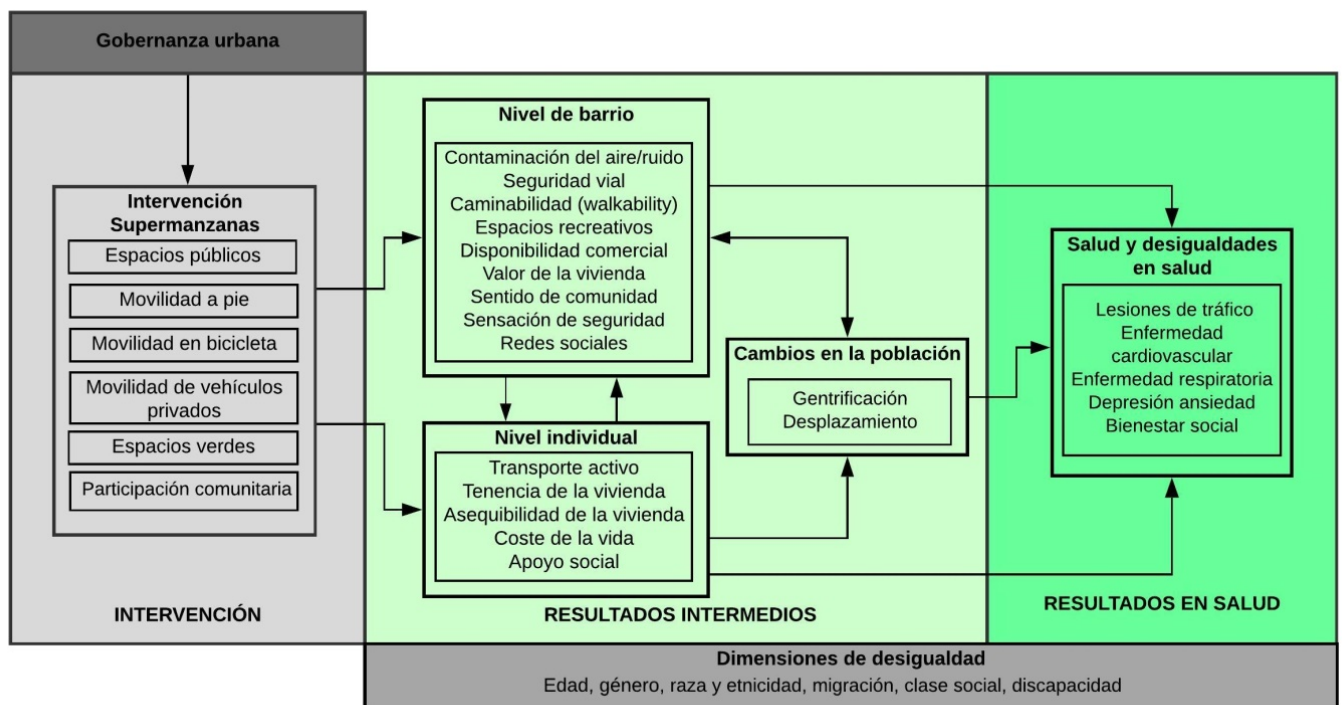 Gobernanza urbana
Intervención
Supermanzanas
Espacios públicos
Movilidad a pie
Movilidad en bicicleta
Movilidad de vehículos
privados
Espacios verdes
Participación comunitaria
INTERVENCIÓN
Nivel de barrio
Contaminación del aire/ruido
Seguridad vial
Caminabilidad (walkability)
Espacios recreativos
Disponibilidad comercial
Valor de la vivienda
Sentido de comunidad
Sensación de seguridad
Redes sociales
Nivel individual
Transporte activo
Tenencia de la vivienda
Asequibilidad de la vivienda
Coste de la vida
Apoyo social
Cambios en la población
Gentrificación
Desplazamiento
RESULTADOS INTERMEDIOS
Salud y desigualdades
en salud
Lesiones de tráfico
Enfermedad
cardiovascular
Enfermedad respiratoria
Depresión ansiedad
Bienestar social
RESULTADOS EN SALUD
Dimensiones de desigualdad
Edad, género, raza y etnicidad, migración, clase social, discapacidad